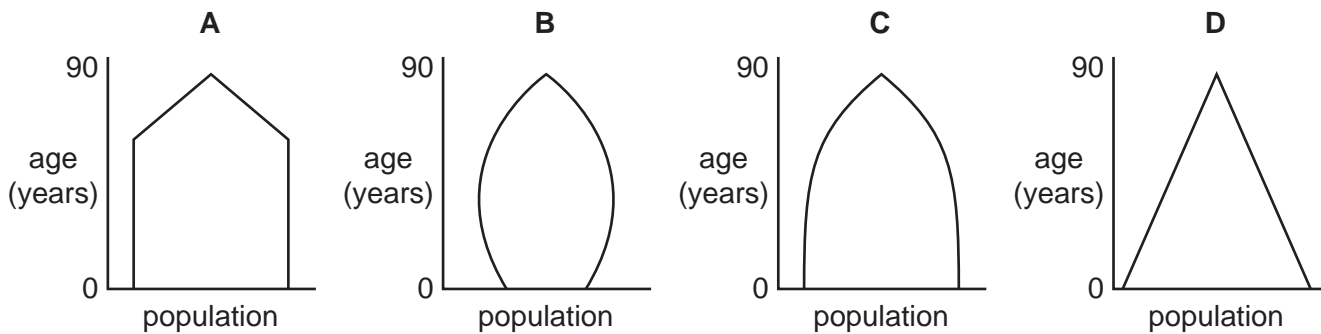 A B C D
90 90 90 90
age age age age
(years) (years) (years) (years)
0 0 0 0
population population population population